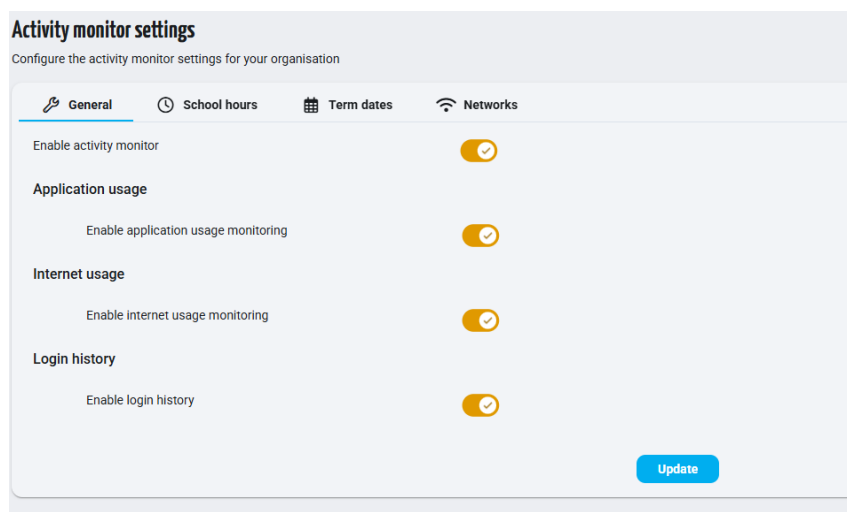 Activity monitor settings
Configure the activity monitor settings for your organisation
General School hours Term dates Networks
Enable activity monitor
Application usage
Enable application usage monitoring
Internet usage
Enable internet usage monitoring
Login history
Enable login history
Update